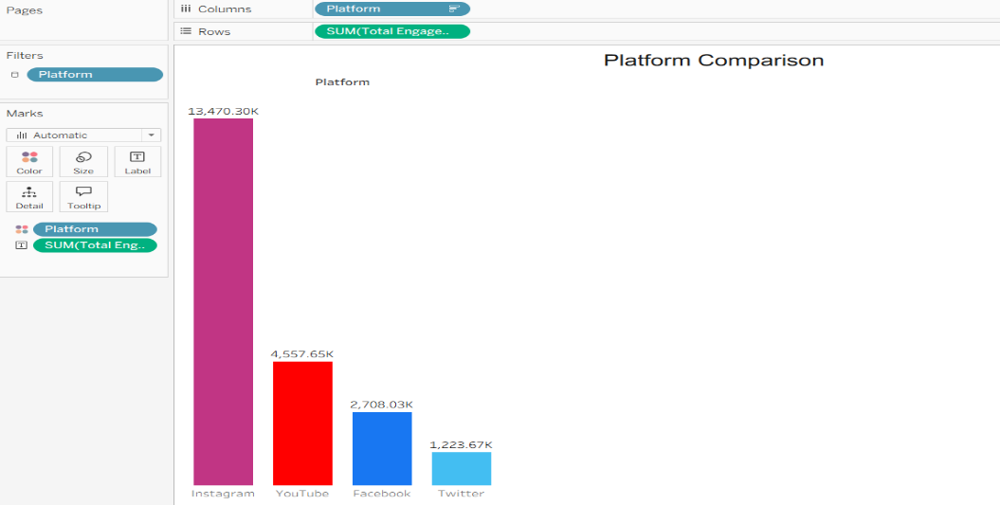 Pages
Columns
Platform
Rows
SUM(Total Engage..
Filters
Platform
Marks
Automatic
Color
Size
Label
Detail
Tooltip
Platform
SUM(Total Eng..
Platform Comparison
Platform
13,470.30K
4,557.65K
2,708.03K
1,223.67K
Instagram
YouTube
Facebook
Twitter